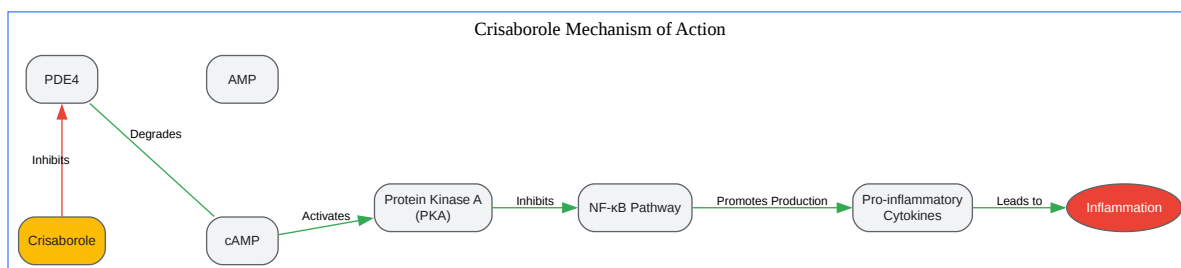 Crisaborole Mechanism of Action
PDE4
AMP
Degrades
Inhibits
Protein Kinase A
(PKA)
Inhibits
NF-κB Pathway
Promotes Production
Pro-inflammatory
Cytokines
Leads to
Inflammation
Activates
Crisaborole
cAMP